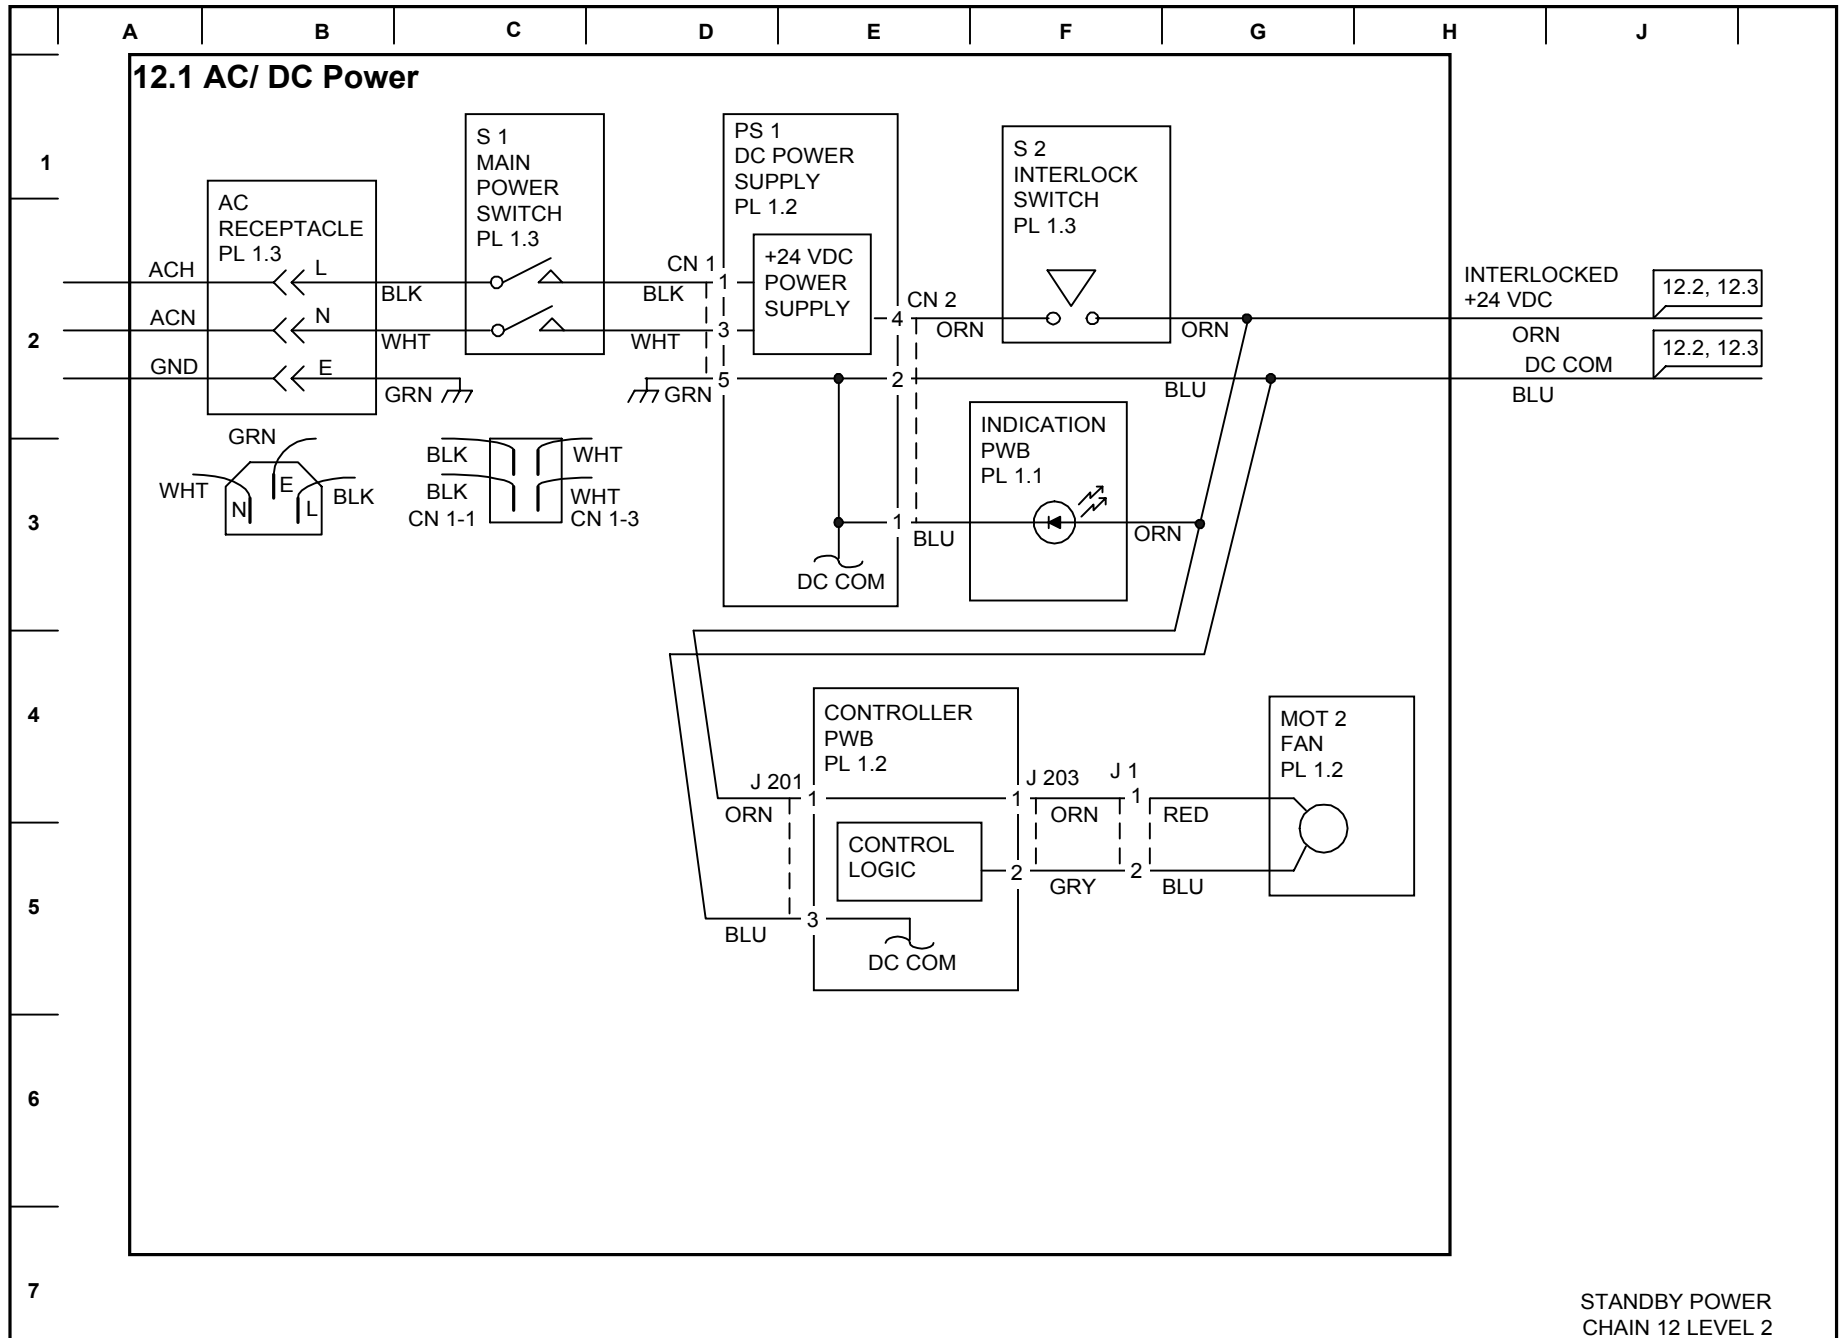 A B C D E F G H J
12.1 AC/ DC Power
1
S 1
MAIN
POWER
SWITCH
PL 1.3
PS 1
DC POWER
SUPPLY
PL 1.2
S 2
INTERLOCK
SWITCH
PL 1.3
AC
RECEPTACLE
PL 1.3
+24 VDC
POWER
SUPPLY
2
ACH
L
BLK
CN 1
1
BLK
ACN
N
WHT
WHT
3
GND
E
GRN
GRN
5
CN 2
4
ORN
ORN
2
BLU
INTERLOCKED
+24 VDC
12.2, 12.3
ORN
DC COM
12.2, 12.3
BLU
3
GRN
WHT
E
N
L
BLK
BLK
WHT
BLK
WHT
CN 1-1
CN 1-3
INDICATION
PWB
PL 1.1
1
BLU
ORN
DC COM
4
CONTROLLER
PWB
PL 1.2
MOT 2
FAN
PL 1.2
J 201
1
ORN
J 203
1
ORN
J 1
1
RED
CONTROL
LOGIC
2
GRY
2
BLU
5
3
BLU
DC COM
6
7
STANDBY POWER
CHAIN 12 LEVEL 2